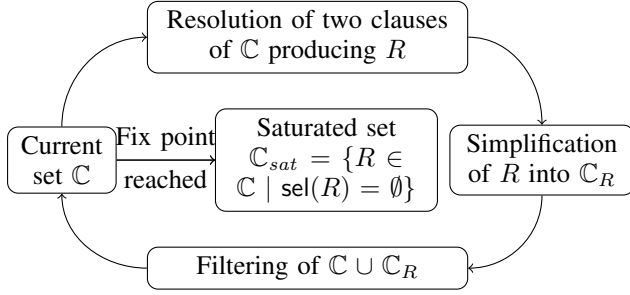 Resolution of two clauses
of ℂ producing R
Current
set ℂ
Fix point
reached
Saturated set
ℂ_sat = {R ∈
ℂ | sel(R) = ∅}
Simplification
of R into ℂ_R
Filtering of ℂ ∪ ℂ_R